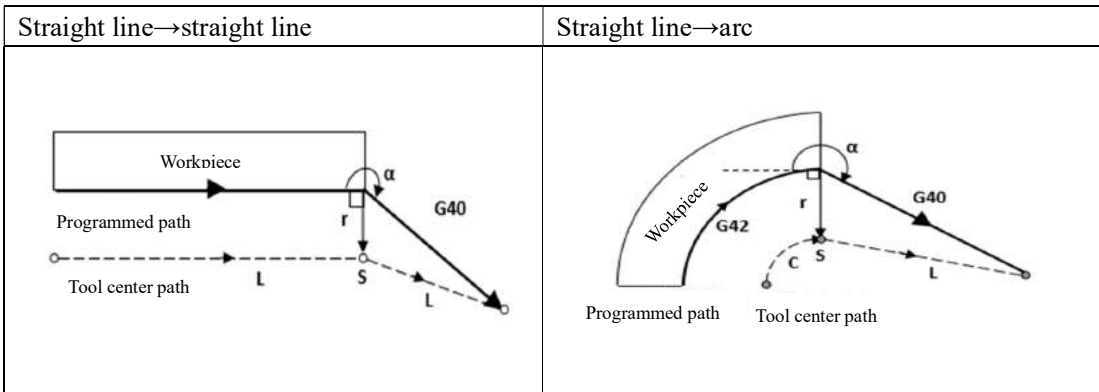 Straight line→straight line
Straight line→arc
Workpiece
α
G40
r
Programmed path
S
L
L
Tool center path
α
Workpiece
G40
r
G42
C
S
L
Programmed path
Tool center path